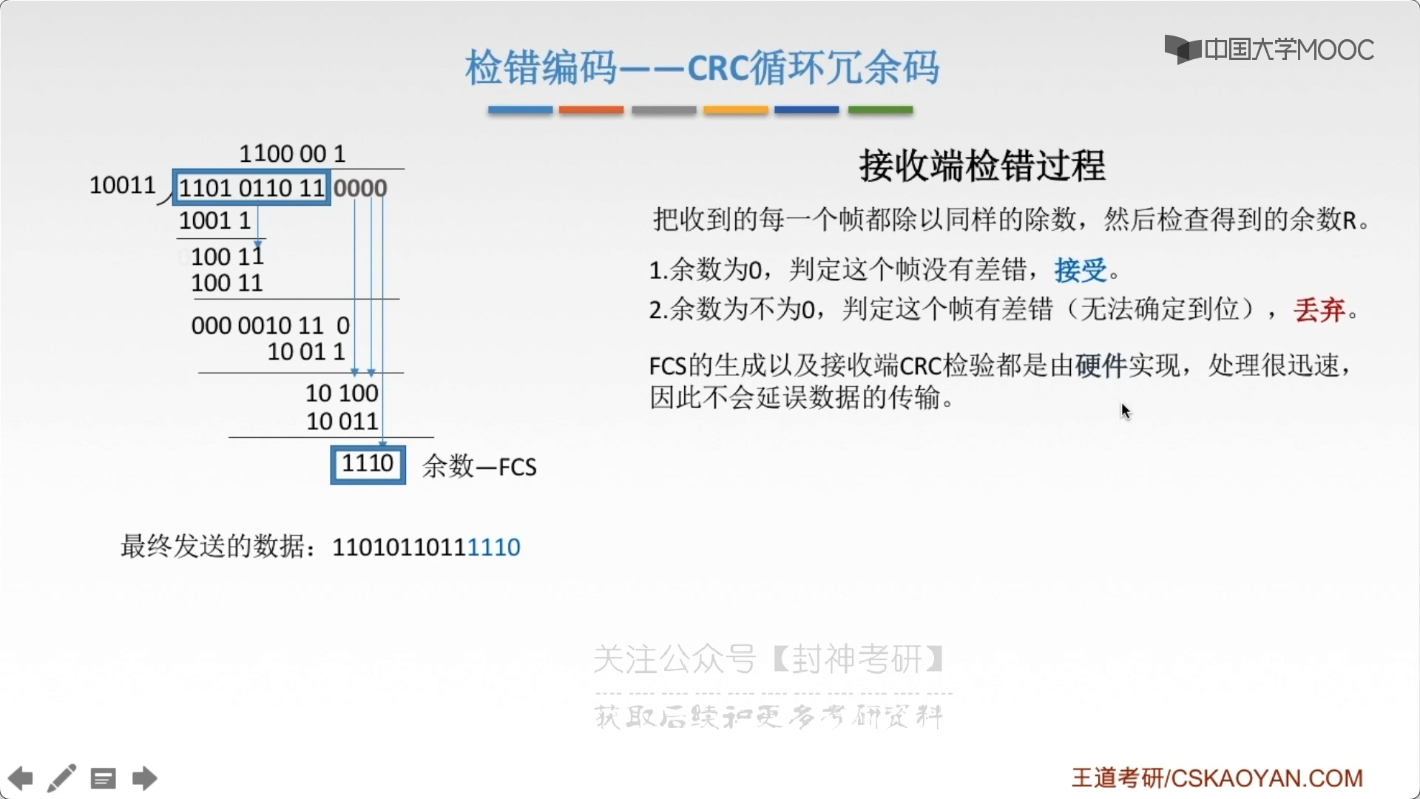 中国大学MOOC
检错编码——CRC循环冗余码
1100 00 1
10011
1101 0110 11 0000
1001 1
100 11
100 11
000 0010 11 0
10 01 1
10 100
10 011
1110 余数—FCS
最终发送的数据：11010110111110
接收端检错过程
把收到的每一个帧都除以同样的除数，然后检查得到的余数R。
1.余数为0，判定这个帧没有差错，接受。
2.余数为不为0，判定这个帧有差错（无法确定到位），丢弃。
FCS的生成以及接收端CRC检验都是由硬件实现，处理很迅速，
因此不会延误数据的传输。
关注公众号【封神考研】
获取后续和更多考研资料
王道考研/CSKAOYAN.COM